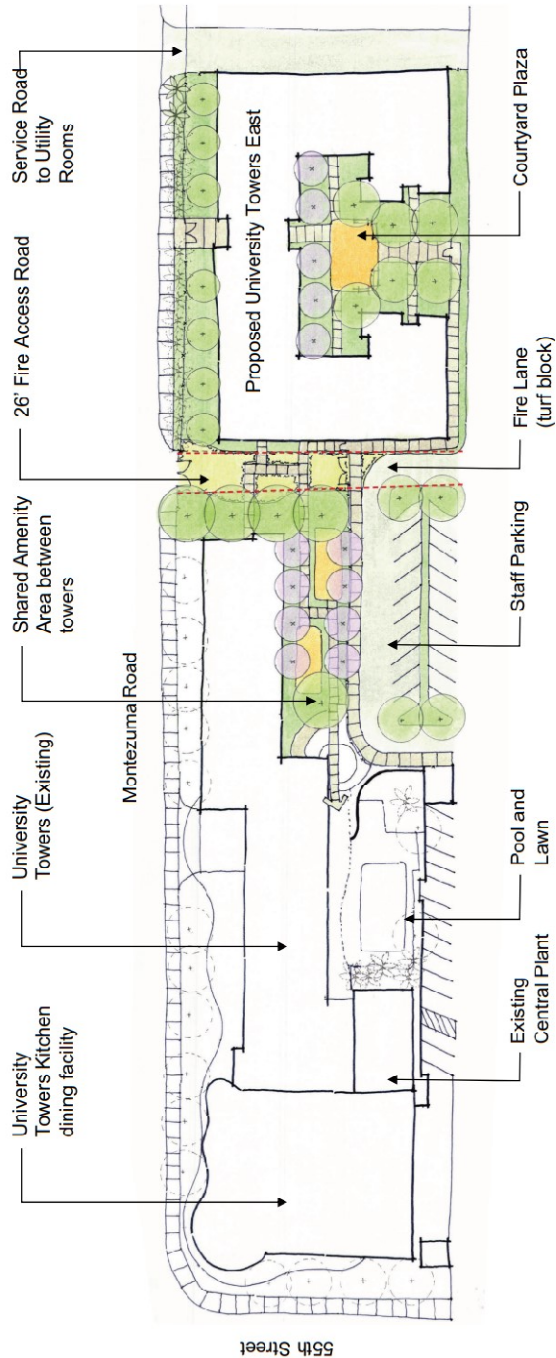 University
Towers Kitchen
dining facility
University
Towers (Existing)
Shared Amenity
Area between
towers
26' Fire Access Road
Service Road
to Utility
Rooms
Montezuma Road
Proposed University Towers East
55th Street
Existing
Central Plant
Pool and
Lawn
Staff Parking
Fire Lane
(turf block)
Courtyard Plaza